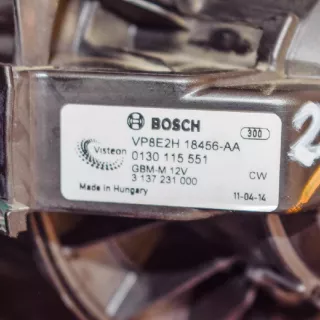 BOSCH 300
Visteon VP8E2H 18456-AA
0130 115 551
GBM-M 12V CW
3 137 231 000
Made in Hungary 11-04-14
2